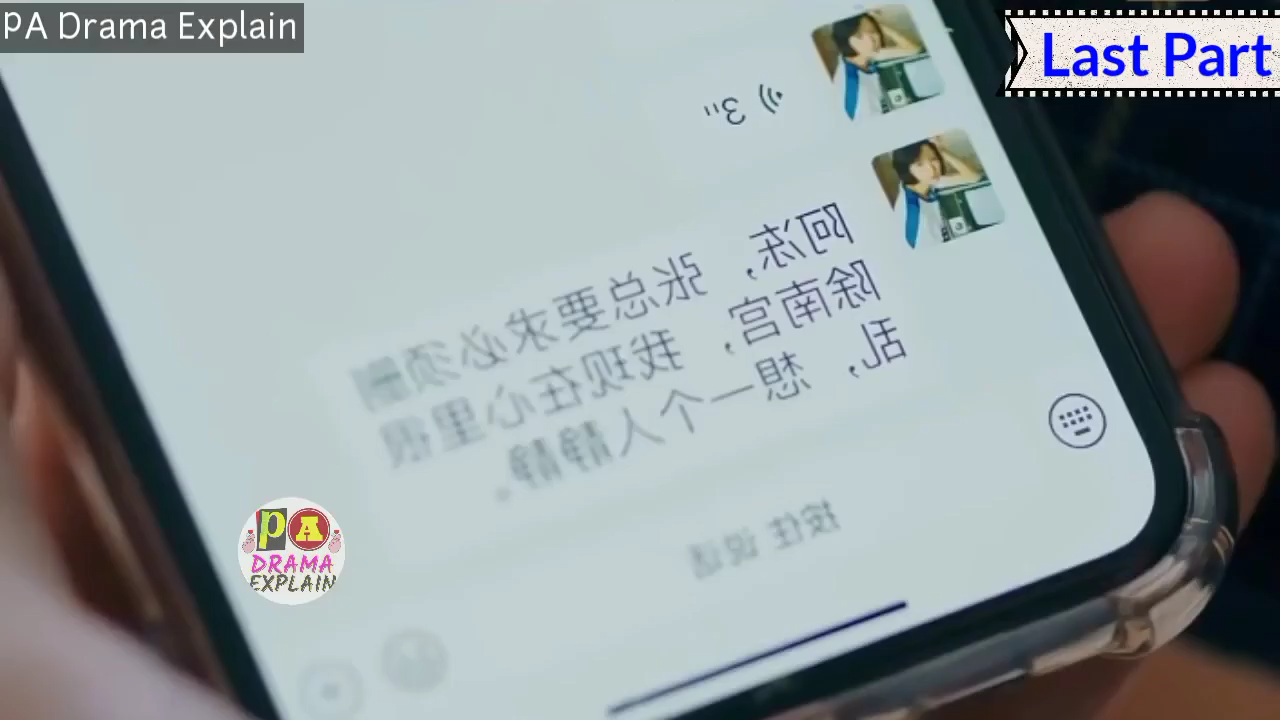 PA Drama Explain
Last Part
3"
阿冻，张总要求必须删
除南宫，我现在心里很
乱，想一个人静静。
按住 说话
PA
DRAMA
EXPLAIN